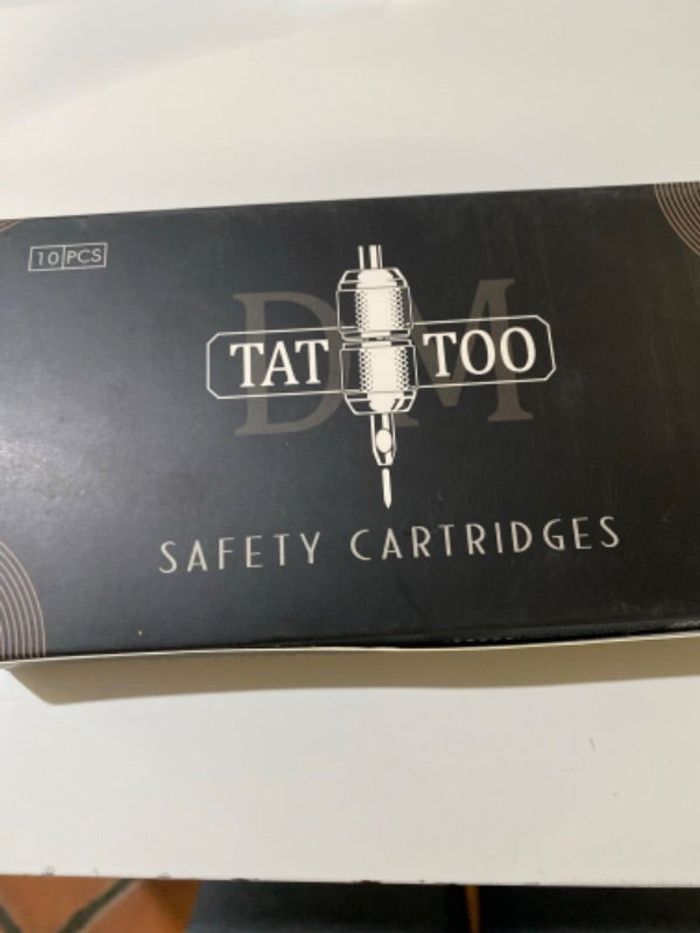 10 PCS
DM
TAT TOO
SAFETY CARTRIDGES